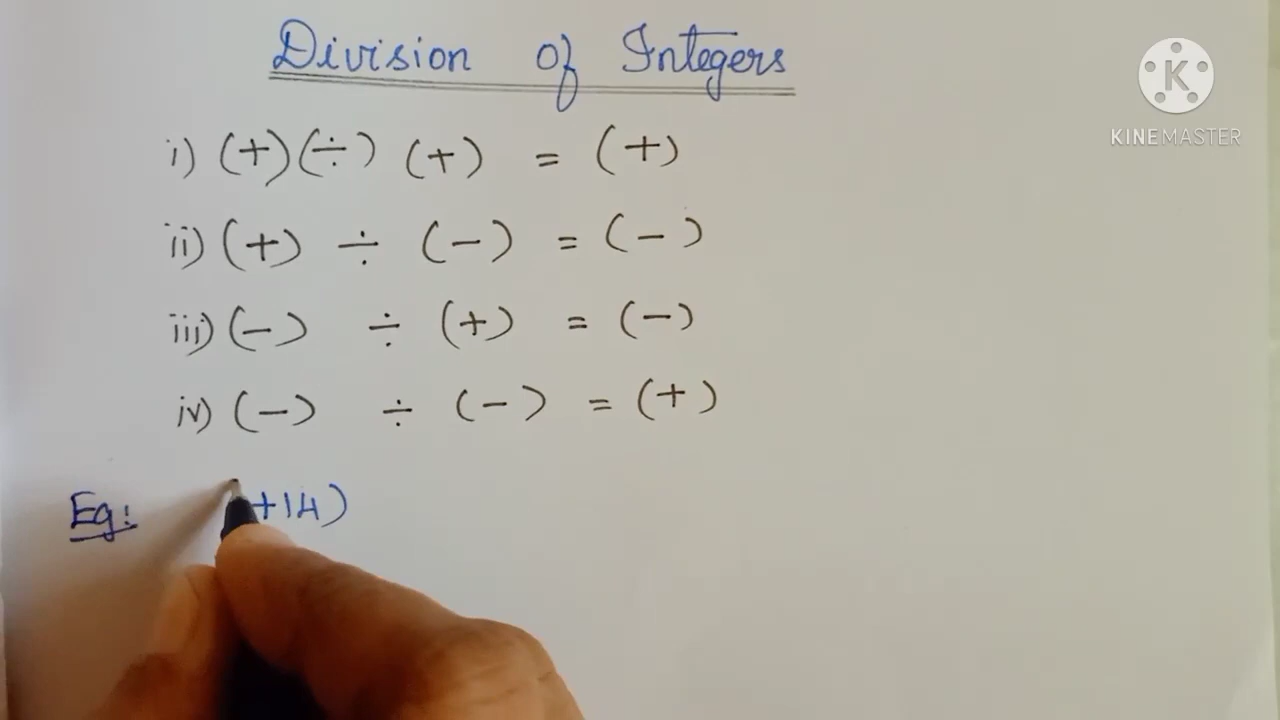 Division of Integers
K
KINEMASTER
i) (+) (÷) (+) = (+)
ii) (+) ÷ (-) = (-)
iii) (-) ÷ (+) = (-)
iv) (-) ÷ (-) = (+)
Eg: +14)